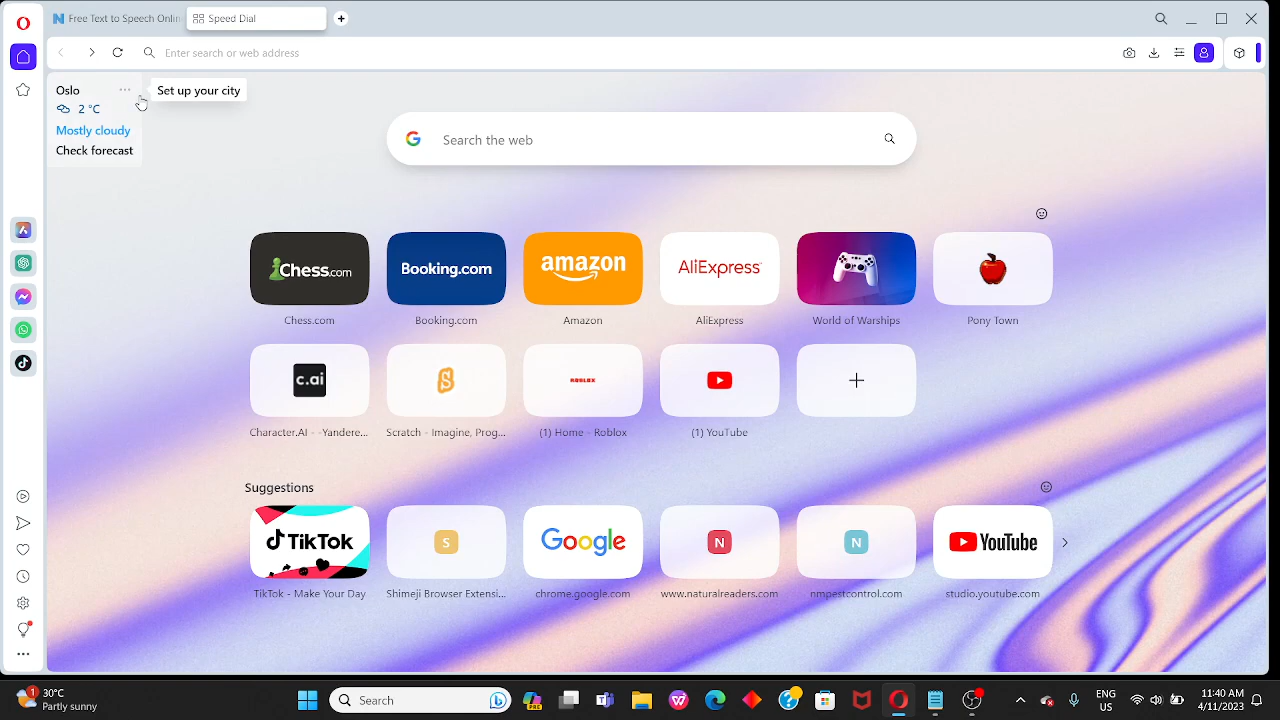 Free Text to Speech Onlin
Speed Dial
Enter search or web address
Oslo
Set up your city
2 °C
Mostly cloudy
Check forecast
Search the web
Chess.com
Booking.com
amazon
AliExpress
Chess.com
Booking.com
Amazon
AliExpress
World of Warships
Pony Town
c.ai
ROBLOX
Character.AI - -Yandere...
Scratch - Imagine, Prog...
(1) Home - Roblox
(1) YouTube
Suggestions
TikTok
S
Google
N
N
YouTube
TikTok - Make Your Day
Shimeji Browser Extensi...
chrome.google.com
www.naturalreaders.com
nmpestcontrol.com
studio.youtube.com
1
30°C
Partly sunny
Search
PRE
ENG
US
11:40 AM
4/11/2023